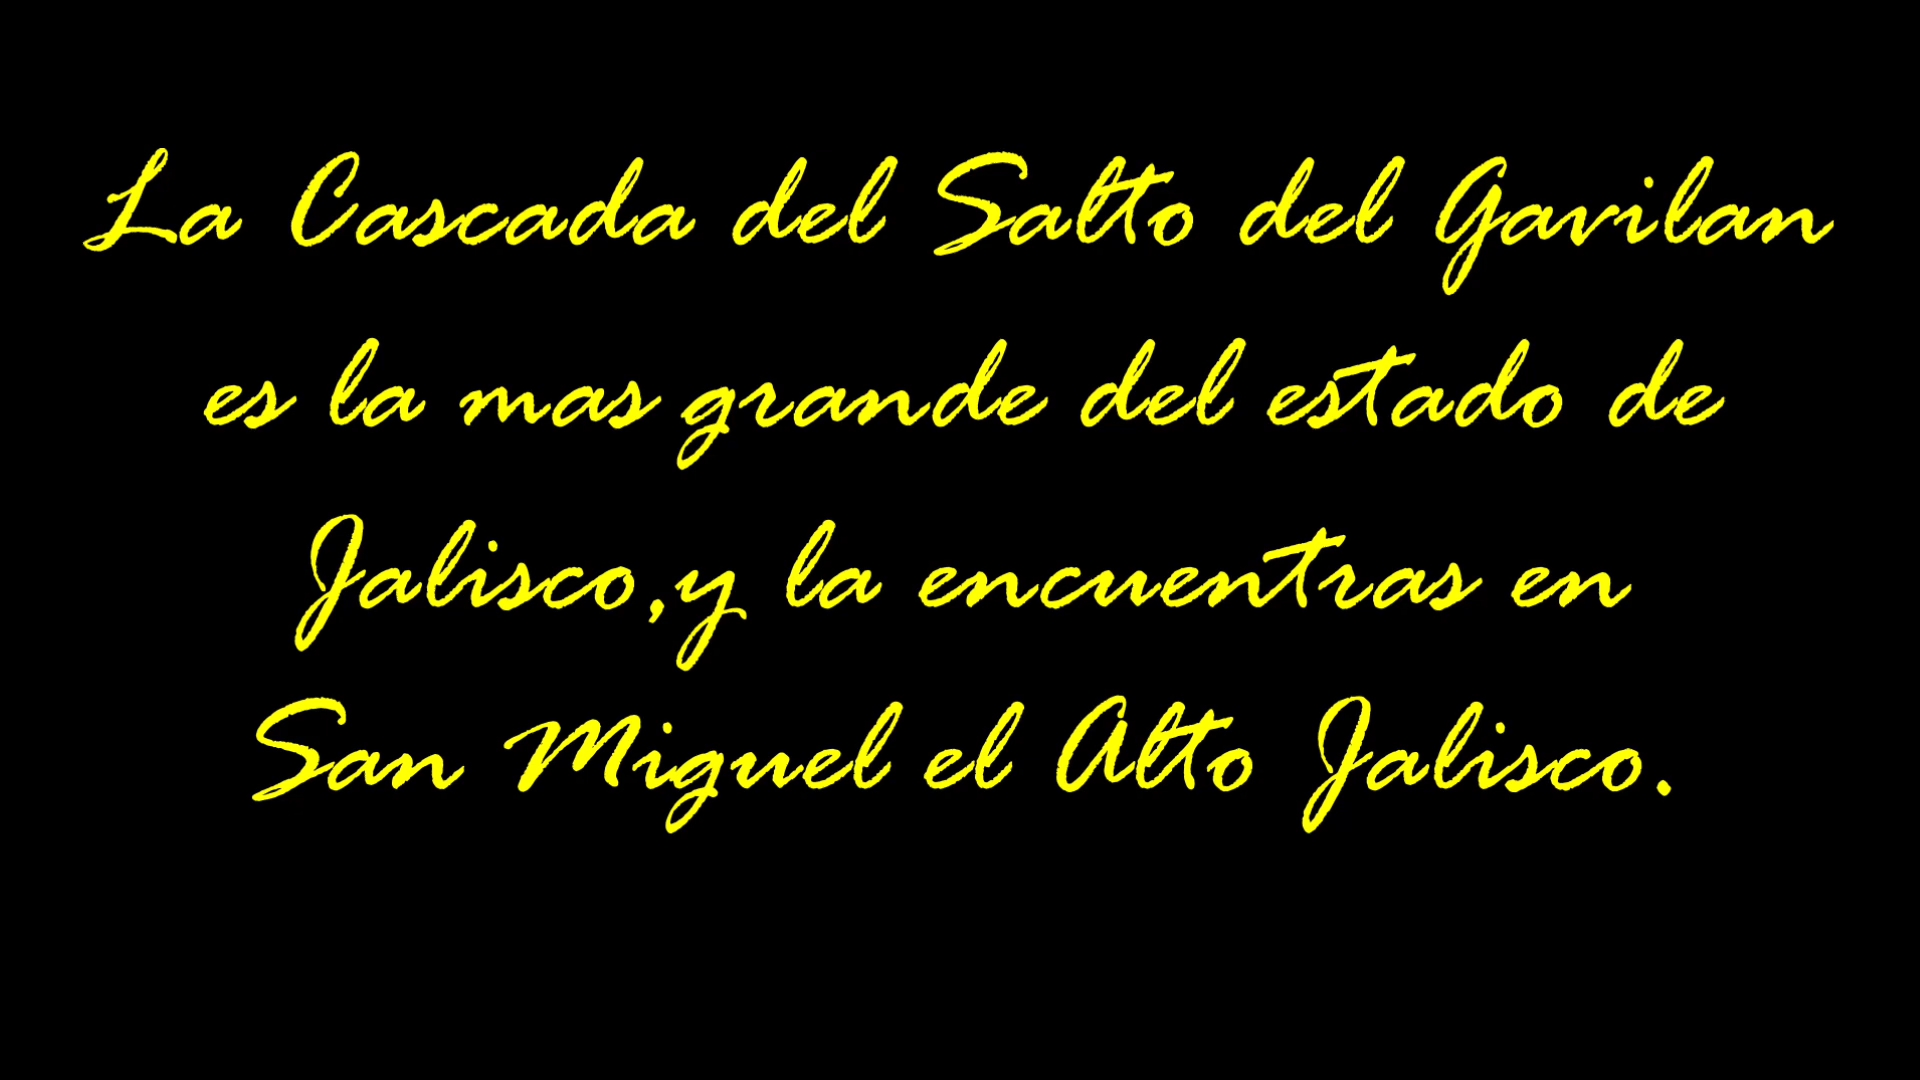 La Cascada del Salto del Gavilan
es la mas grande del estado de
Jalisco,y la encuentras en
San Miguel el Alto Jalisco.